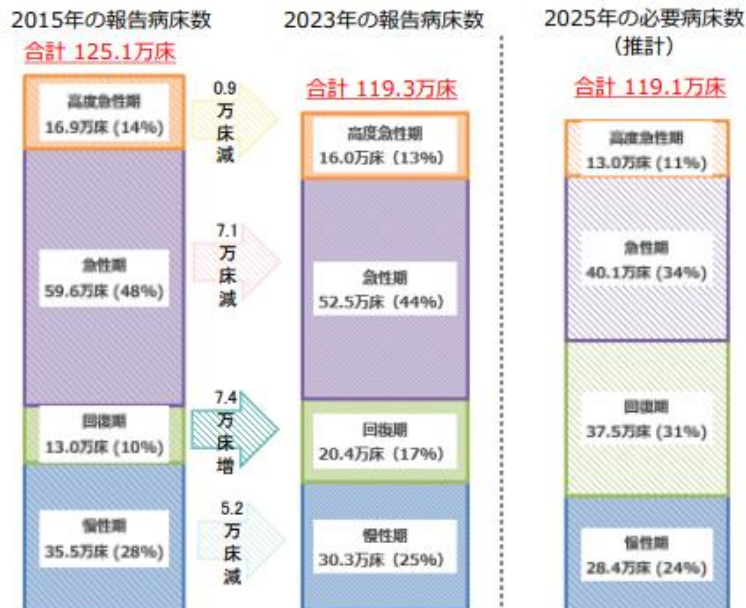 2015年の報告病床数
合計 125.1万床
高度急性期
16.9万床 (14%)
急性期
59.6万床 (48%)
回復期
13.0万床 (10%)
慢性期
35.5万床 (28%)
0.9
万
床
減
7.1
万
床
減
7.4
万
床
増
5.2
万
床
減
2023年の報告病床数
合計 119.3万床
高度急性期
16.0万床 (13%)
急性期
52.5万床 (44%)
回復期
20.4万床 (17%)
慢性期
30.3万床 (25%)
2025年の必要病床数
(推計)
合計 119.1万床
高度急性期
13.0万床 (11%)
急性期
40.1万床 (34%)
回復期
37.5万床 (31%)
慢性期
28.4万床 (24%)